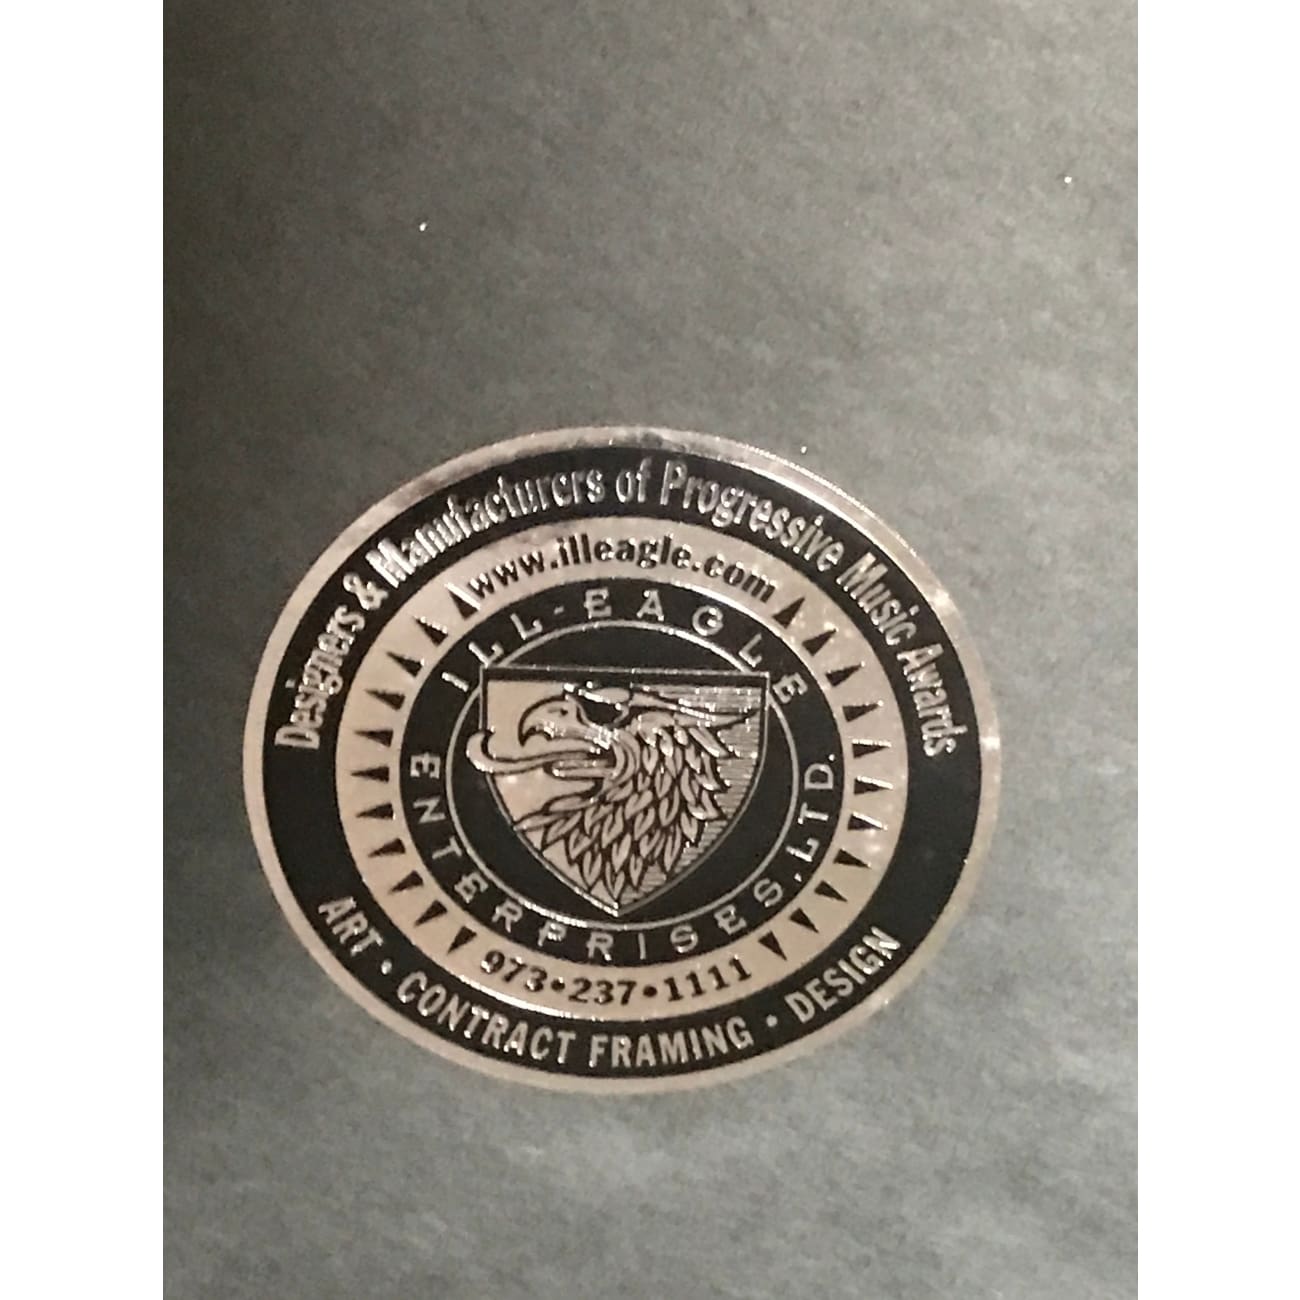 Designers & Manufacturers of Progressive Music Awards
www.illeagle.com
ILL-EAGLE
ENTERPRISES, LTD.
973•237•1111
ART • CONTRACT FRAMING • DESIGN